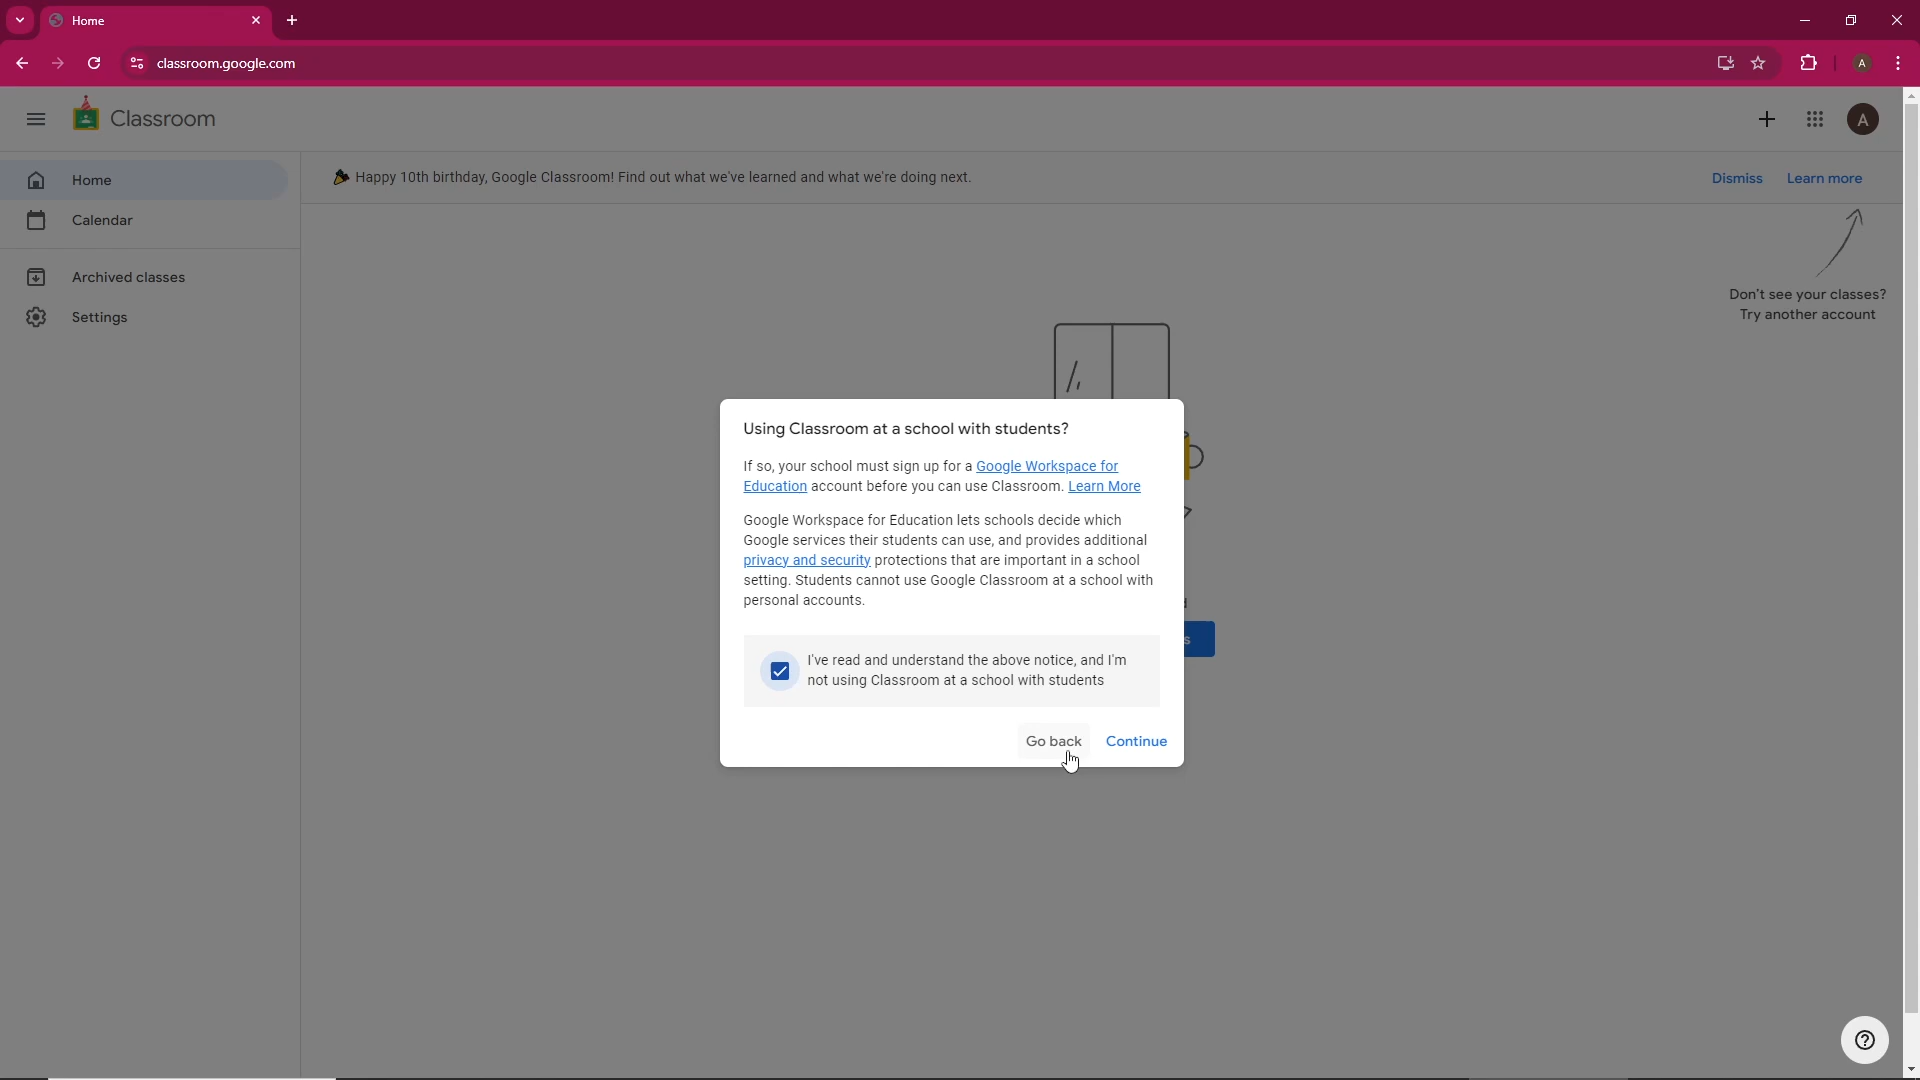 Home
classroom.google.com
A
Classroom
A
Home
Happy 10th birthday, Google Classroom! Find out what we've learned and what we're doing next.
Dismiss
Learn more
Calendar
Archived classes
Settings
Don't see your classes?
Try another account
Using Classroom at a school with students?
If so, your school must sign up for a Google Workspace for
Education account before you can use Classroom. Learn More
Google Workspace for Education lets schools decide which
Google services their students can use, and provides additional
privacy and security protections that are important in a school
setting. Students cannot use Google Classroom at a school with
personal accounts.
I've read and understand the above notice, and I'm
not using Classroom at a school with students
Go back
Continue